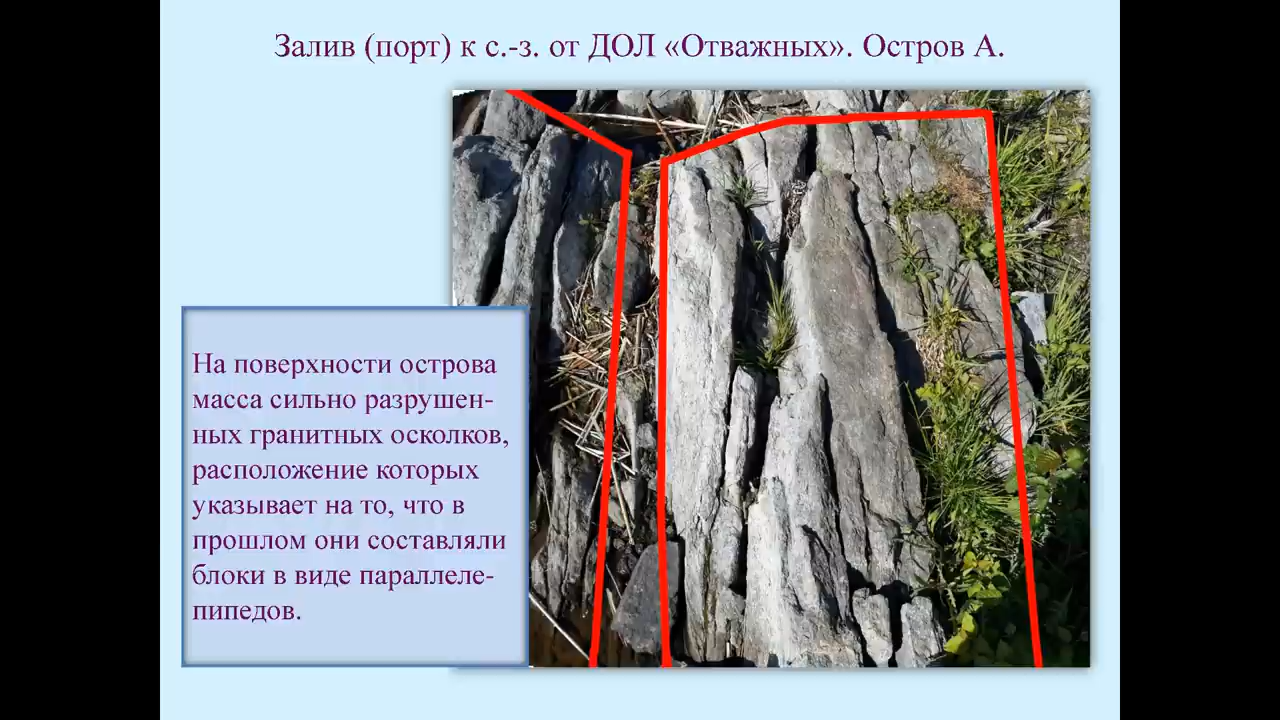 Залив (порт) к с.-з. от ДОЛ «Отважных». Остров А.
На поверхности острова
масса сильно разрушен-
ных гранитных осколков,
расположение которых
указывает на то, что в
прошлом они составляли
блоки в виде параллеле-
пипедов.